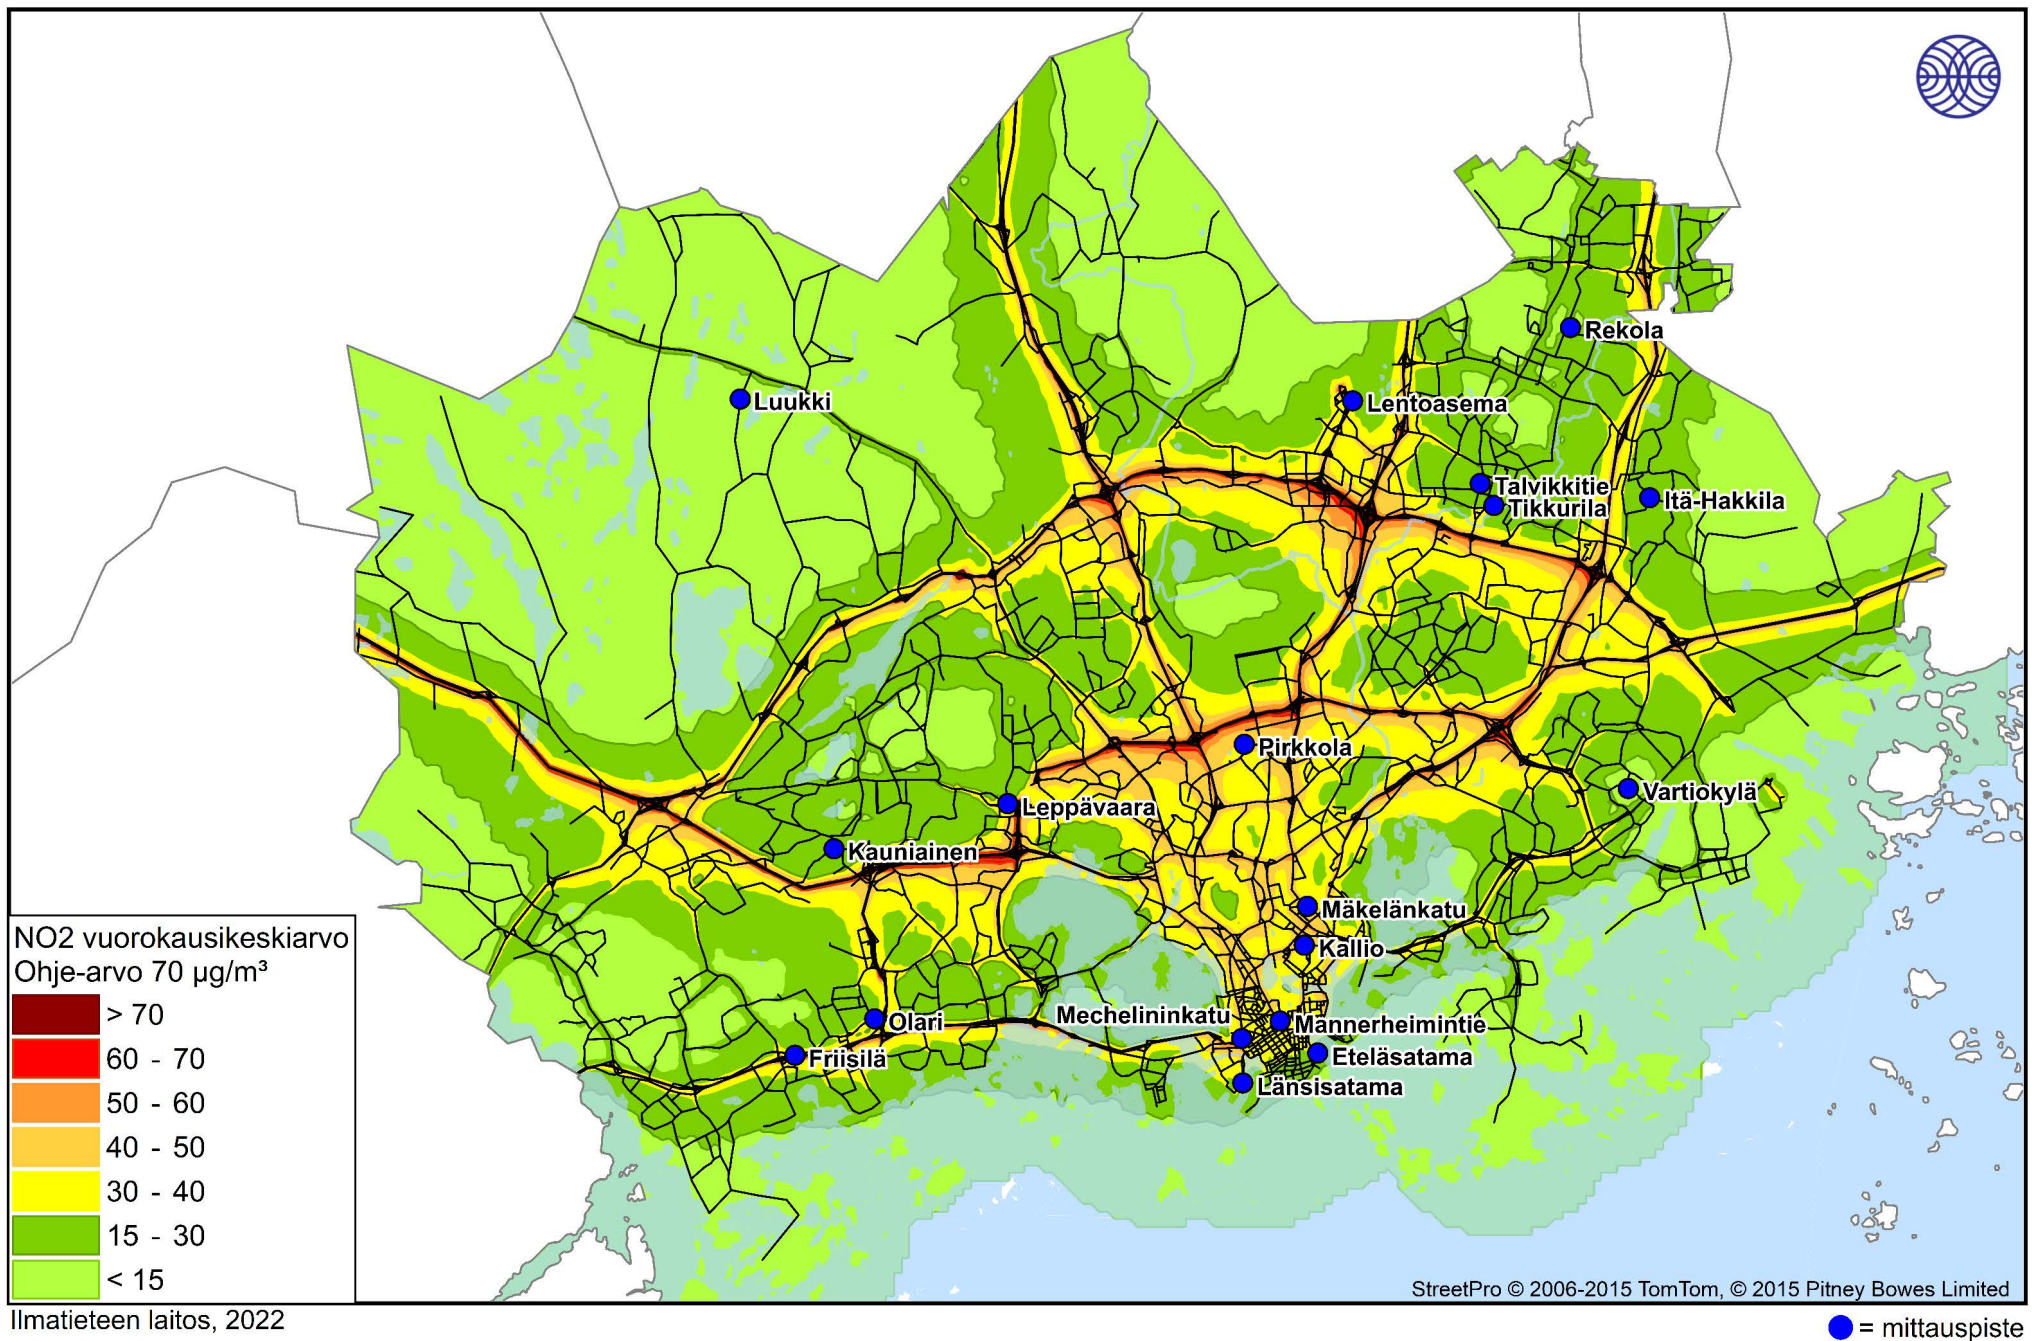 Rekola
Luukki
Lentoasema
Talvikkitie
Tikkurila
Itä-Hakkila
Pirkkola
Vartiokylä
Leppävaara
Kauniainen
Mäkelänkatu
Kallio
Mechelininkatu
Olari
Mannerheimintie
Friisilä
Eteläsatama
Länsisatama
NO2 vuorokausikeskiarvo
Ohje-arvo 70 µg/m³
> 70
60 - 70
50 - 60
40 - 50
30 - 40
15 - 30
< 15
StreetPro © 2006-2015 TomTom, © 2015 Pitney Bowes Limited
Ilmatieteen laitos, 2022
= mittauspiste